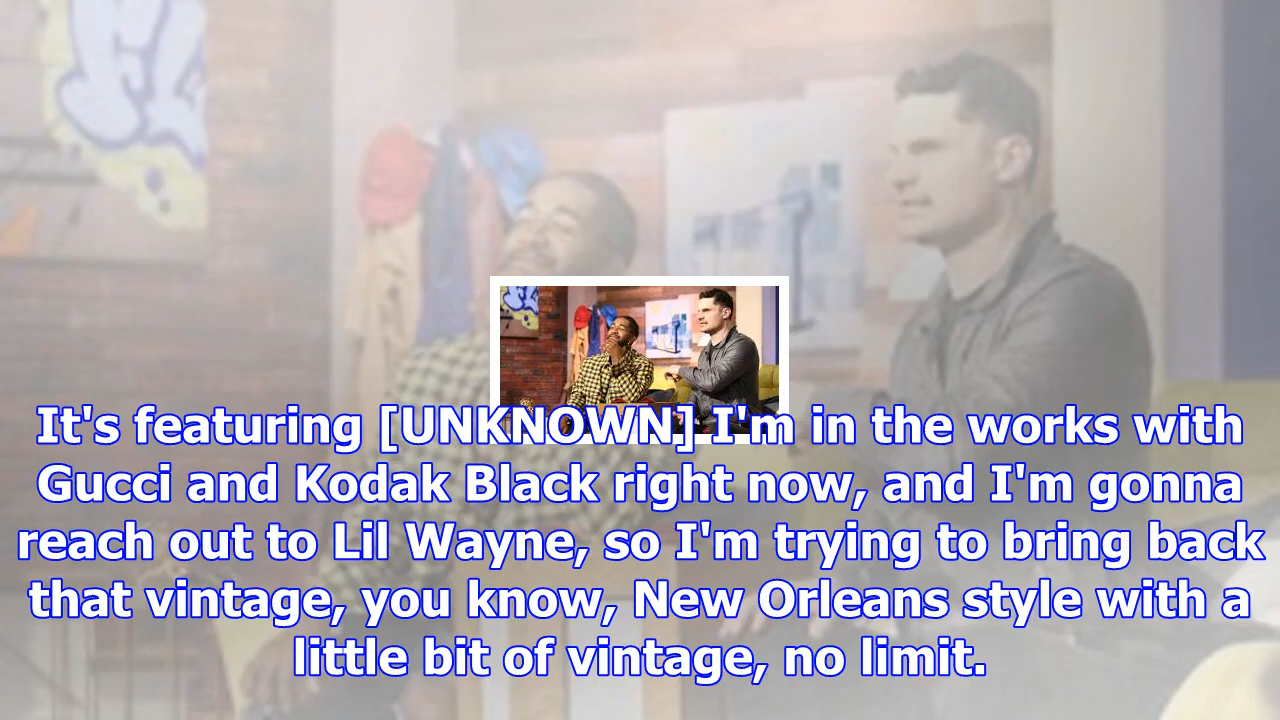 FL
It's featuring [UNKNOWN] I'm in the works with
Gucci and Kodak Black right now, and I'm gonna
reach out to Lil Wayne, so I'm trying to bring back
that vintage, you know, New Orleans style with a
little bit of vintage, no limit.